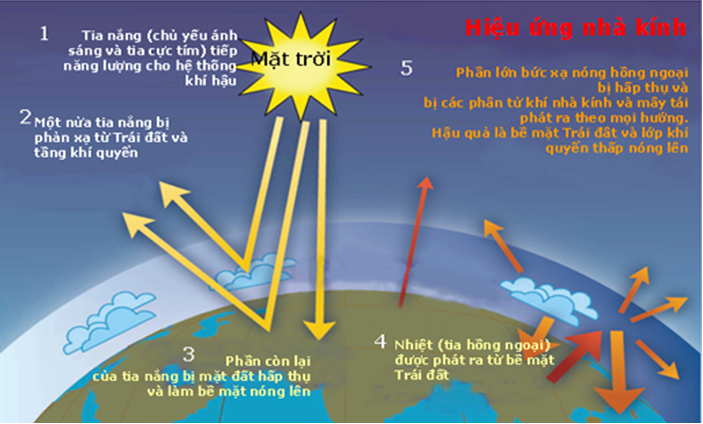 Hiệu ứng nhà kính
Mặt trời
1
Tia nắng (chủ yếu ánh
sáng và tia cực tím) tiếp
năng lượng cho hệ thống
khí hậu
2
Một nửa tia nắng bị
phản xạ từ Trái đất và
tầng khí quyển
3
Phần còn lại
của tia nắng bị mặt đất hấp thụ
và làm bề mặt nóng lên
4
Nhiệt (tia hồng ngoại)
được phát ra từ bề mặt
Trái đất
5
Phần lớn bức xạ nóng hồng ngoại
bị hấp thụ và
bị các phân tử khí nhà kính và mây tái
phát ra theo mọi hướng.
Hậu quả là bề mặt Trái đất và lớp khí
quyển thấp nóng lên